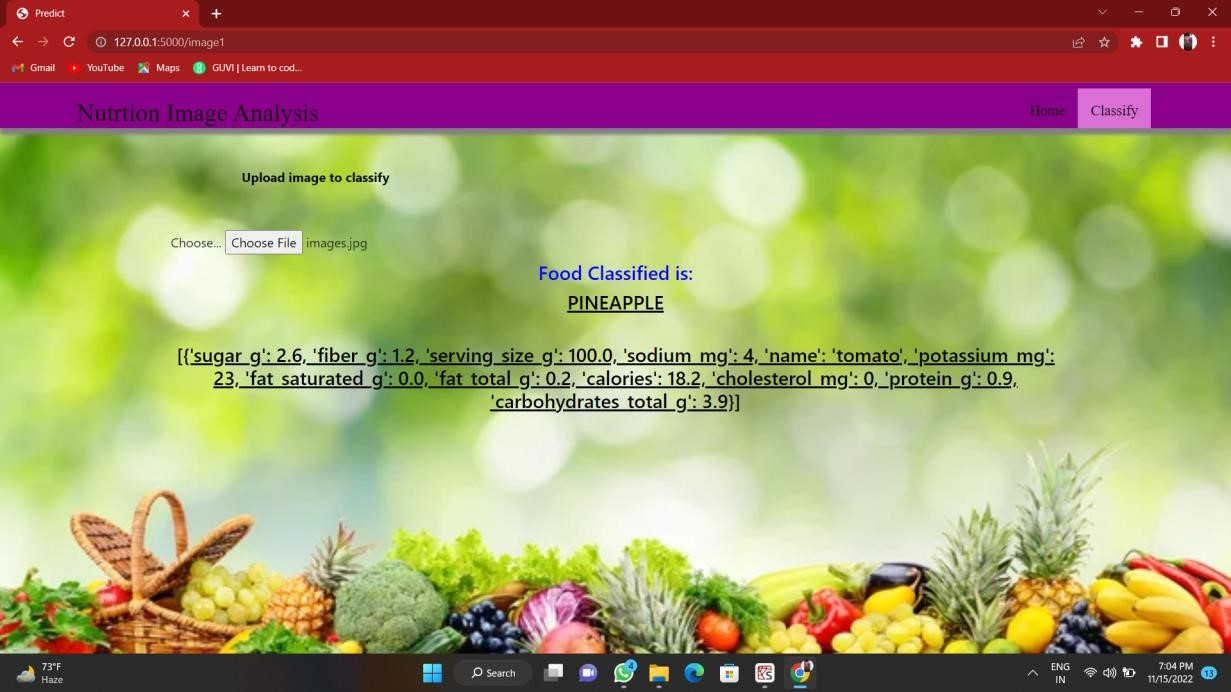 Predict
127.0.0.1:5000/image1
Gmail YouTube Maps GUVI | Learn to cod...
Nutrtion Image Analysis Home Classify
Upload image to classify
Choose... Choose File images.jpg
Food Classified is:
PINEAPPLE
[{'sugar_g': 2.6, 'fiber_g': 1.2, 'serving_size_g': 100.0, 'sodium_mg': 4, 'name': 'tomato', 'potassium_mg':
23, 'fat_saturated_g': 0.0, 'fat_total_g': 0.2, 'calories': 18.2, 'cholesterol_mg': 0, 'protein_g': 0.9,
'carbohydrates_total_g': 3.9}]
73°F
Haze
Search
4
ENG
IN
7:04 PM
11/15/2022
13